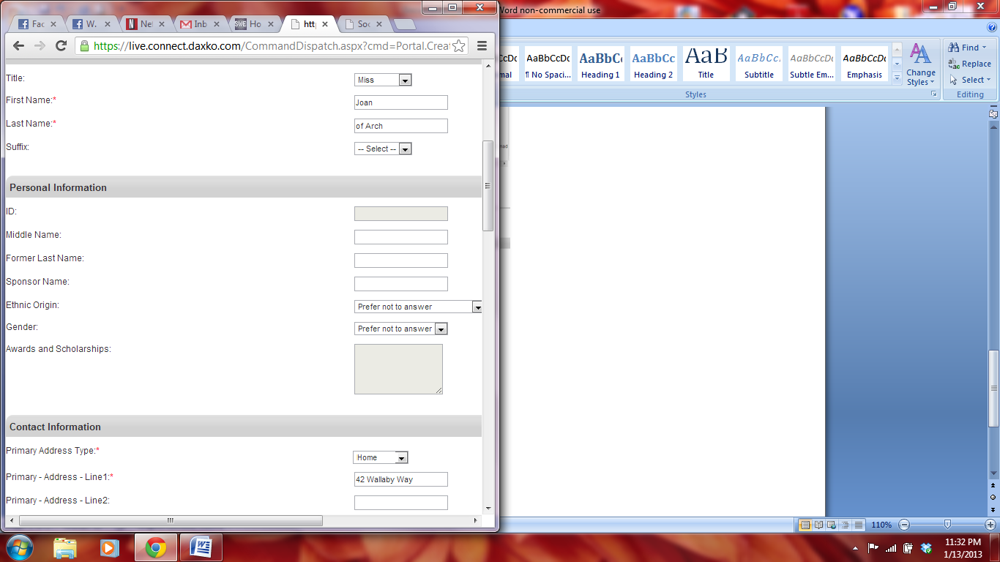 Word non-commercial use
Fac
W.
Net
Inb
SWE Ho
http
Soc
https://live.connect.daxko.com/CommandDispatch.aspx?cmd=Portal.Creat
Title: Miss
First Name:* Joan
Last Name:* of Arch
Suffix: -- Select --
Personal Information
ID:
Middle Name:
Former Last Name:
Sponsor Name:
Ethnic Origin: Prefer not to answer
Gender: Prefer not to answer
Awards and Scholarships:
Contact Information
Primary Address Type:* Home
Primary - Address - Line1:* 42 Wallaby Way
Primary - Address - Line2:
AaBbCcDc AaBbC AaBbCc AaB AaBbCc. AaBbCcDc AaBbCcDc
mal ¶ No Spaci... Heading 1 Heading 2 Title Subtitle Subtle Em... Emphasis
Change Styles
Find
Replace
Select
Styles
Editing
110%
11:32 PM
1/13/2013